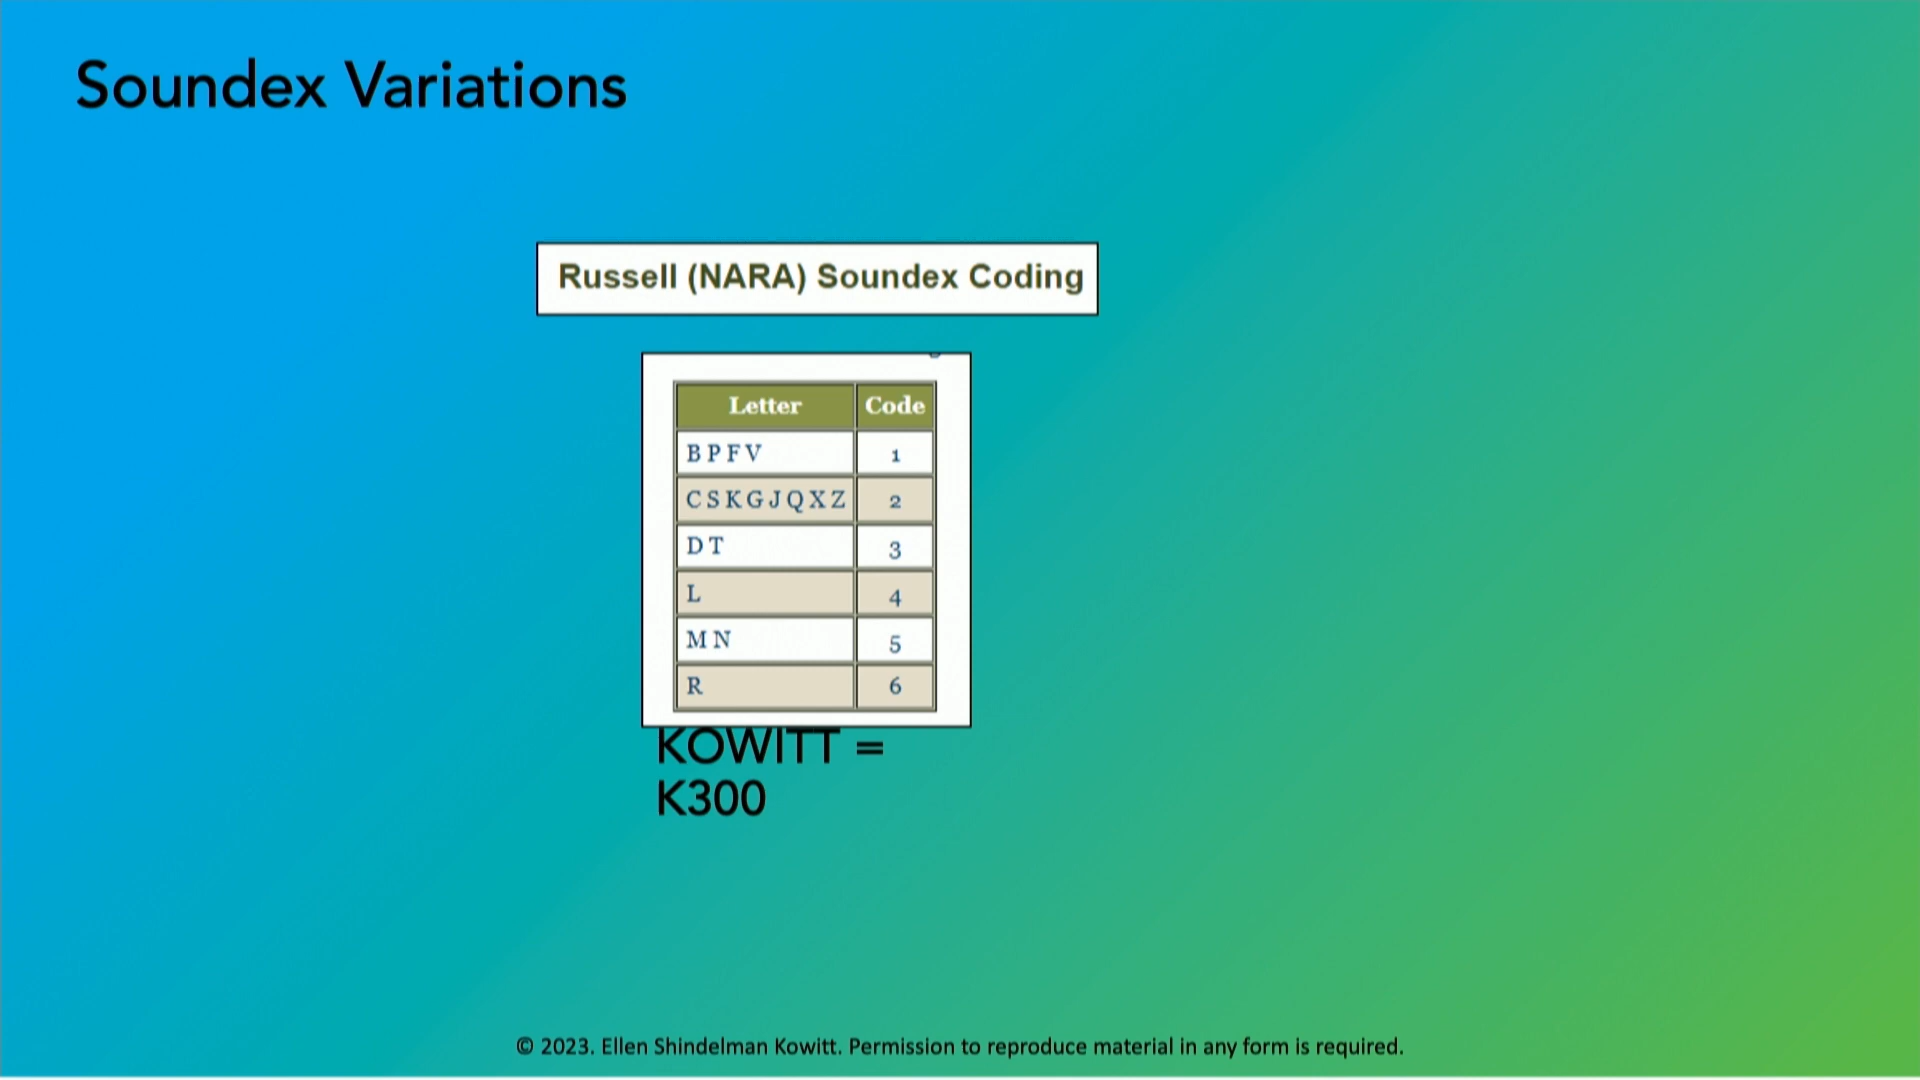 Soundex Variations
Russell (NARA) Soundex Coding
Letter Code
B P F V 1
C S K G J Q X Z 2
D T 3
L 4
M N 5
R 6
KOWITT =
K300
© 2023. Ellen Shindelman Kowitt. Permission to reproduce material in any form is required.